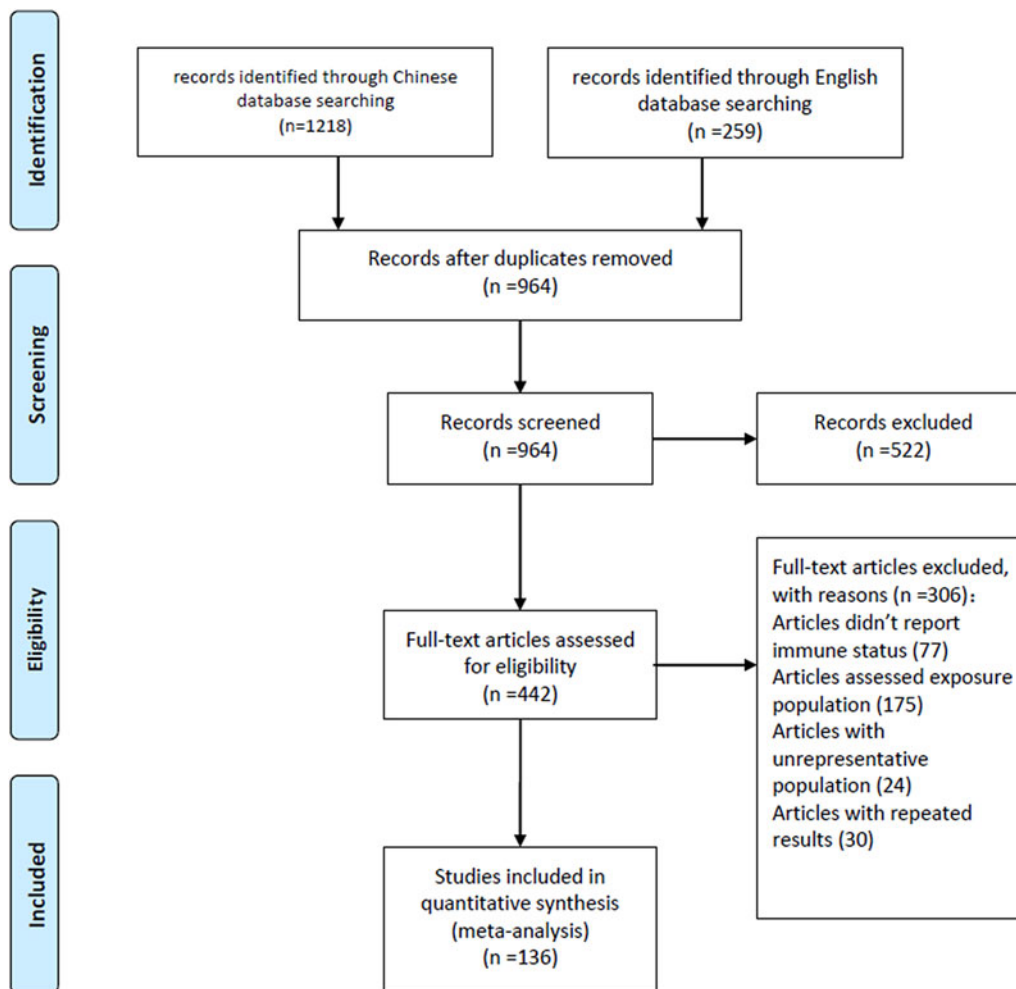 Identification
records identified through Chinese
database searching
(n=1218)
records identified through English
database searching
(n =259)
Records after duplicates removed
(n =964)
Screening
Records screened
(n =964)
Records excluded
(n =522)
Eligibility
Full-text articles assessed
for eligibility
(n =442)
Full-text articles excluded,
with reasons (n =306)：
Articles didn’t report
immune status (77)
Articles assessed exposure
population (175)
Articles with
unrepresentative
population (24)
Articles with repeated
results (30)
Included
Studies included in
quantitative synthesis
(meta-analysis)
(n =136)